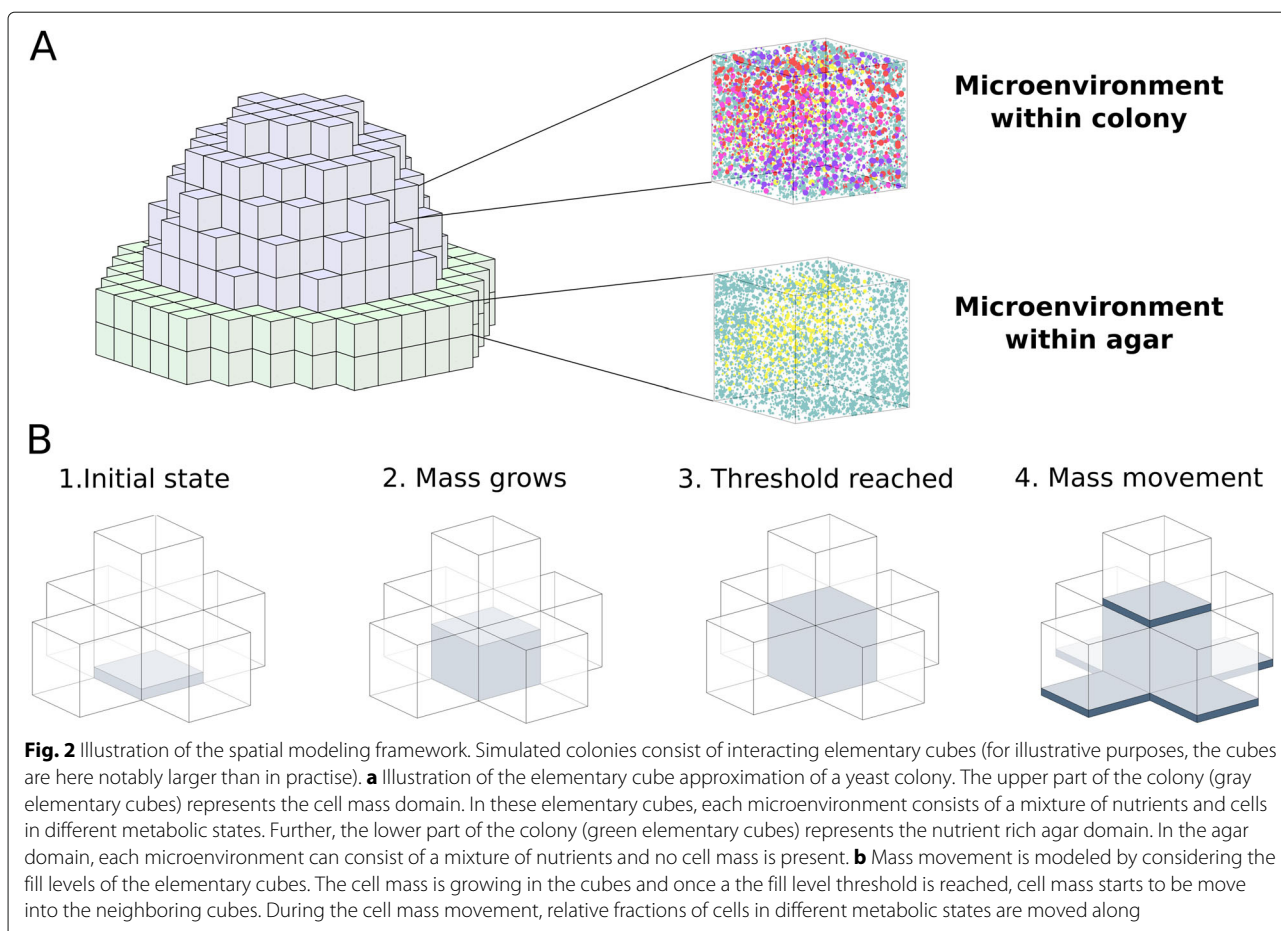 A
Microenvironment
within colony
Microenvironment
within agar
B
1.Initial state
2. Mass grows
3. Threshold reached
4. Mass movement
Fig. 2 Illustration of the spatial modeling framework. Simulated colonies consist of interacting elementary cubes (for illustrative purposes, the cubes
are here notably larger than in practise). a Illustration of the elementary cube approximation of a yeast colony. The upper part of the colony (gray
elementary cubes) represents the cell mass domain. In these elementary cubes, each microenvironment consists of a mixture of nutrients and cells
in different metabolic states. Further, the lower part of the colony (green elementary cubes) represents the nutrient rich agar domain. In the agar
domain, each microenvironment can consist of a mixture of nutrients and no cell mass is present. b Mass movement is modeled by considering the
fill levels of the elementary cubes. The cell mass is growing in the cubes and once a the fill level threshold is reached, cell mass starts to be move
into the neighboring cubes. During the cell mass movement, relative fractions of cells in different metabolic states are moved along